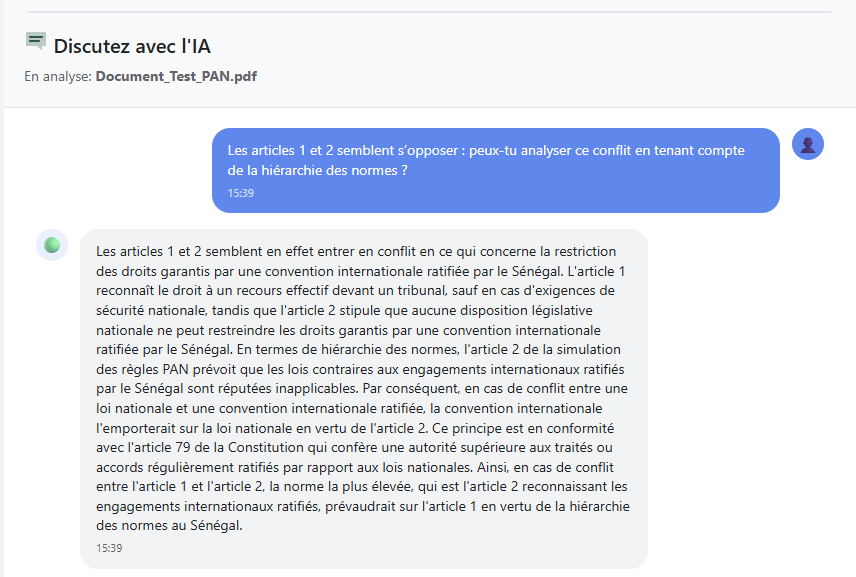 Discutez avec l'IA
En analyse: Document_Test_PAN.pdf
Les articles 1 et 2 semblent s'opposer : peux-tu analyser ce conflit en tenant compte
de la hiérarchie des normes ?
15:39
Les articles 1 et 2 semblent en effet entrer en conflit en ce qui concerne la restriction
des droits garantis par une convention internationale ratifiée par le Sénégal. L'article 1
reconnaît le droit à un recours effectif devant un tribunal, sauf en cas d'exigences de
sécurité nationale, tandis que l'article 2 stipule que aucune disposition législative
nationale ne peut restreindre les droits garantis par une convention internationale
ratifiée par le Sénégal. En termes de hiérarchie des normes, l'article 2 de la simulation
des règles PAN prévoit que les lois contraires aux engagements internationaux ratifiés
par le Sénégal sont réputées inapplicables. Par conséquent, en cas de conflit entre une
loi nationale et une convention internationale ratifiée, la convention internationale
l'emporterait sur la loi nationale en vertu de l'article 2. Ce principe est en conformité
avec l'article 79 de la Constitution qui confère une autorité supérieure aux traités ou
accords régulièrement ratifiés par rapport aux lois nationales. Ainsi, en cas de conflit
entre l'article 1 et l'article 2, la norme la plus élevée, qui est l'article 2 reconnaissant les
engagements internationaux ratifiés, prévaudrait sur l'article 1 en vertu de la hiérarchie
des normes au Sénégal.
15:39